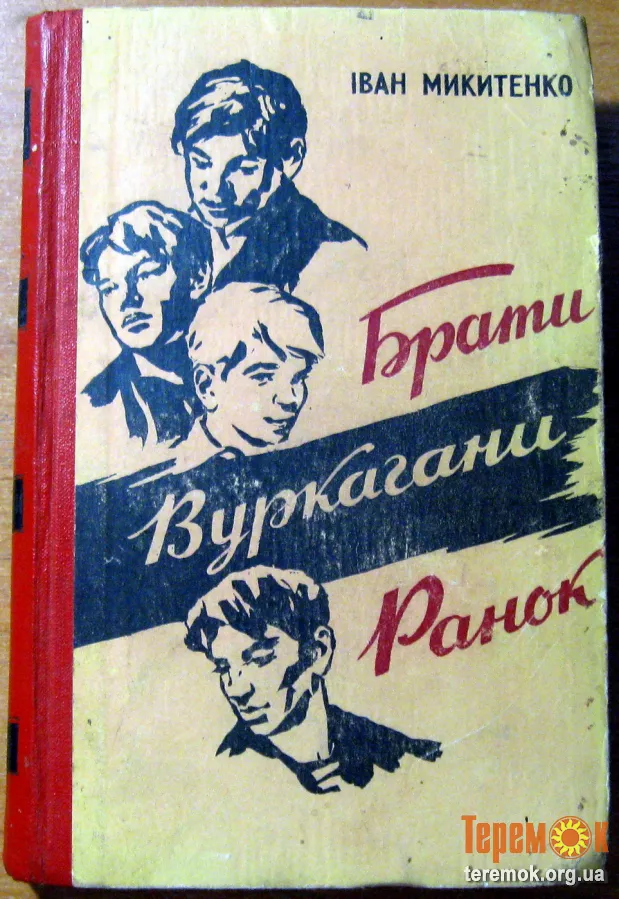 ІВАН МИКИТЕНКО
Брати
Вуркагани
Ранок
Теремок
teremok.org.ua